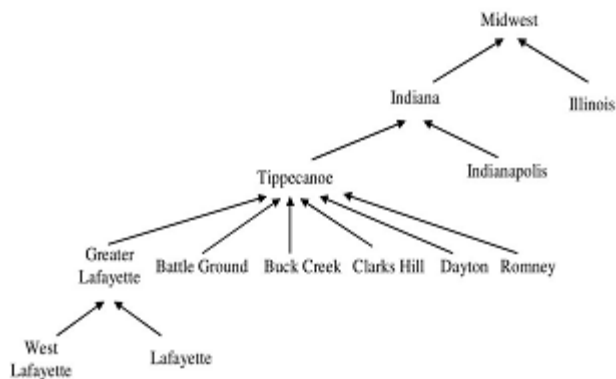 Midwest
Indiana
Illinois
Tippecanoe
Indianapolis
Greater
Lafayette
Battle Ground
Buck Creek
Clarks Hill
Dayton
Romney
West
Lafayette
Lafayette